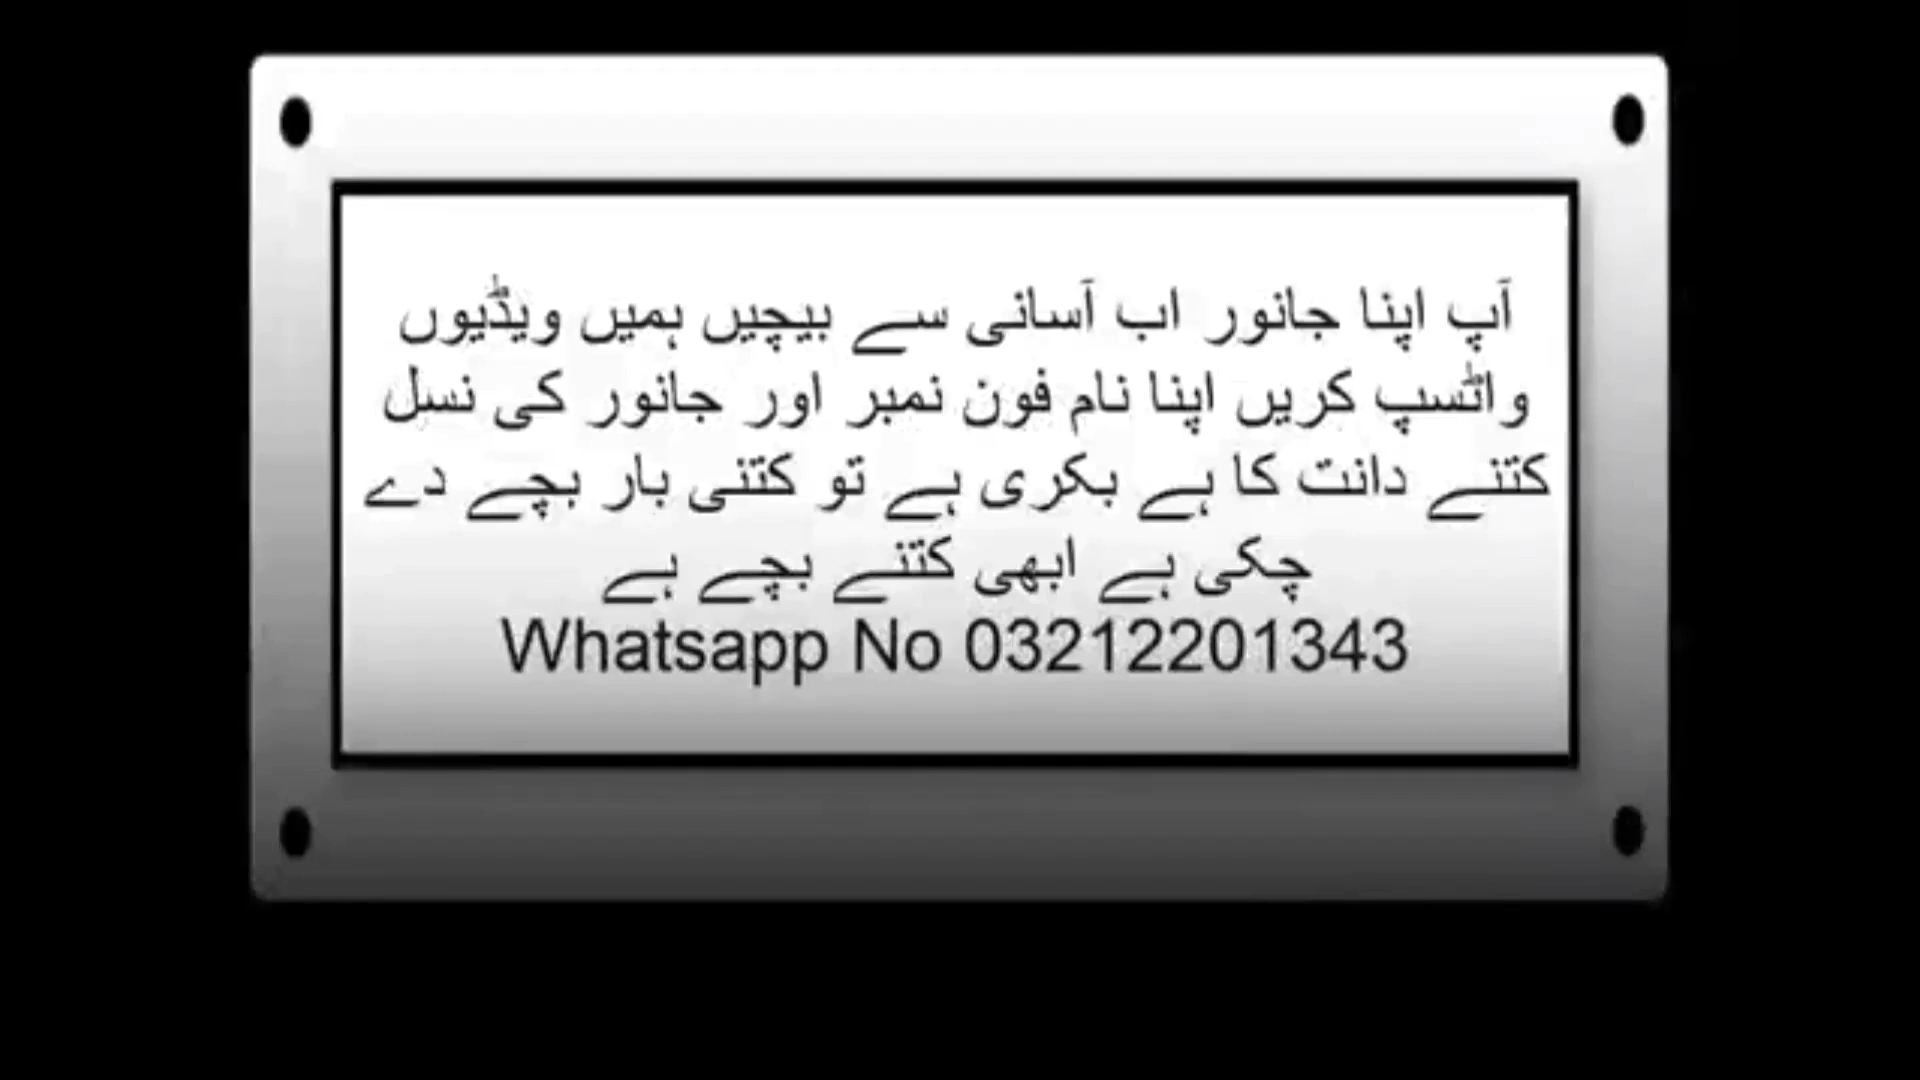 آپ اپنا جانور اب آسانی سے بیچیں ہمیں ویڈیوں
واٹسپ کریں اپنا نام فون نمبر اور جانور کی نسل
کتنے دانت کا ہے بکری ہے تو کتنی بار بچے دے
چکی ہے ابھی کتنے بچے ہے
Whatsapp No 03212201343